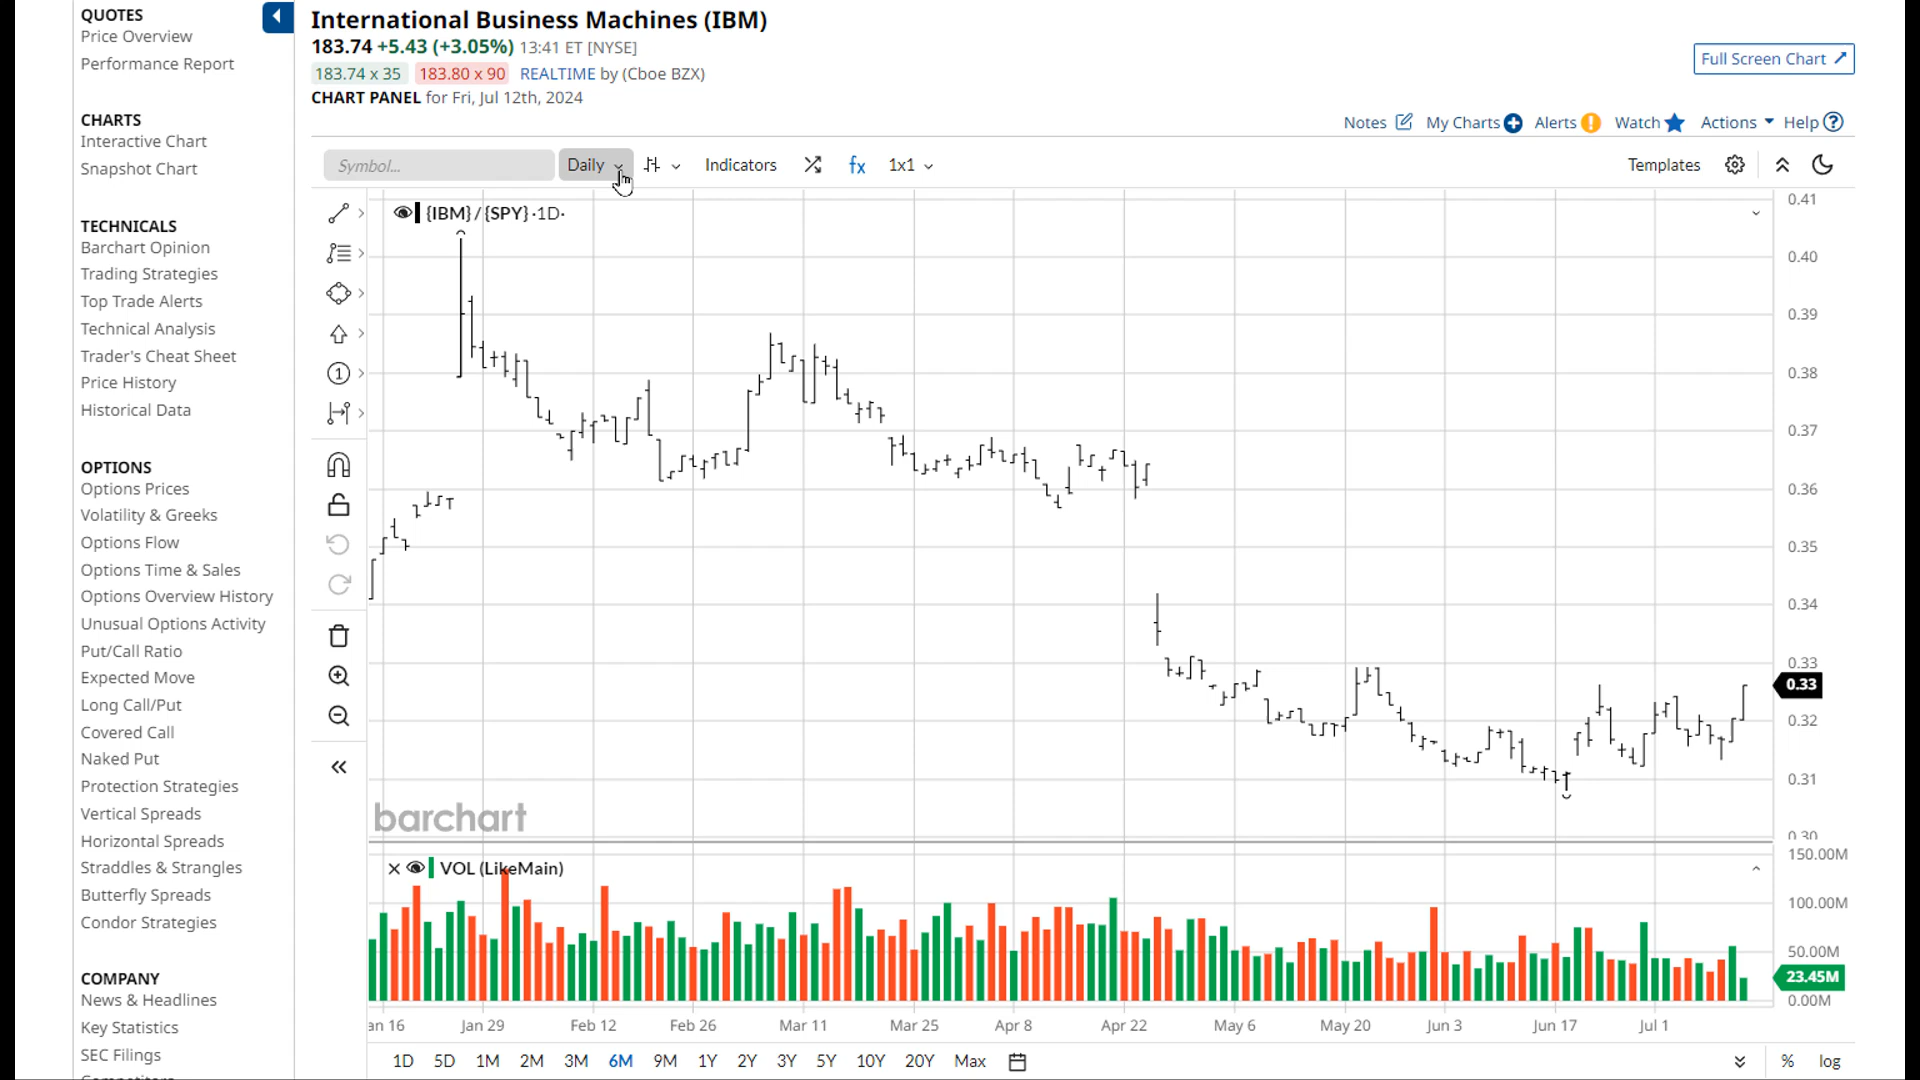 QUOTES
Price Overview
Performance Report
CHARTS
Interactive Chart
Snapshot Chart
TECHNICALS
Barchart Opinion
Trading Strategies
Top Trade Alerts
Technical Analysis
Trader's Cheat Sheet
Price History
Historical Data
OPTIONS
Options Prices
Volatility & Greeks
Options Flow
Options Time & Sales
Options Overview History
Unusual Options Activity
Put/Call Ratio
Expected Move
Long Call/Put
Covered Call
Naked Put
Protection Strategies
Vertical Spreads
Horizontal Spreads
Straddles & Strangles
Butterfly Spreads
Condor Strategies
COMPANY
News & Headlines
Key Statistics
SEC Filings
International Business Machines (IBM)
183.74 +5.43 (+3.05%) 13:41 ET [NYSE]
183.74 x 35 183.80 x 90 REALTIME by (Cboe BZX)
CHART PANEL for Fri, Jul 12th, 2024
Full Screen Chart
Notes My Charts Alerts Watch Actions Help
Symbol... Daily Indicators fx 1x1 Templates
{IBM}/{SPY}·1D·
0.41
0.40
0.39
0.38
0.37
0.36
0.35
0.34
0.33
0.33
0.32
0.31
0.30
barchart
VOL (LikeMain)
150.00M
100.00M
50.00M
23.45M
0.00M
an 16 Jan 29 Feb 12 Feb 26 Mar 11 Mar 25 Apr 8 Apr 22 May 6 May 20 Jun 3 Jun 17 Jul 1
1D 5D 1M 2M 3M 6M 9M 1Y 2Y 3Y 5Y 10Y 20Y Max % log